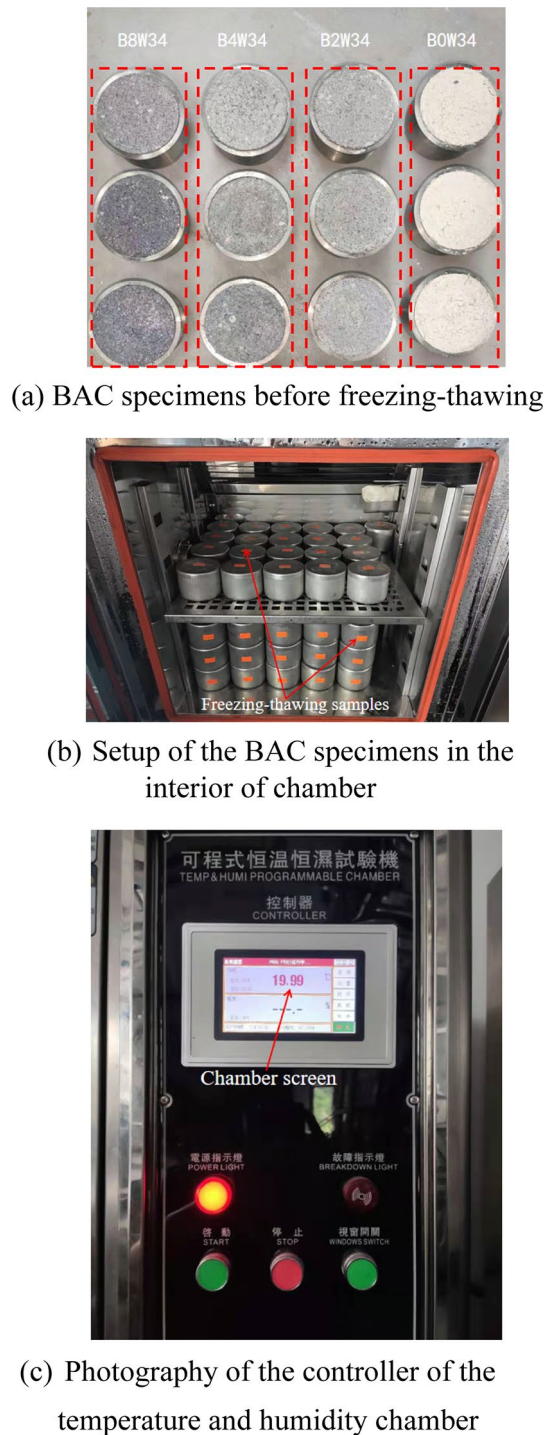 B8W34 B4W34 B2W34 B0W34
(a) BAC specimens before freezing-thawing
Freezing-thawing samples
(b) Setup of the BAC specimens in the
interior of chamber
可程式恒温恒濕試驗機
TEMP&HUMI PROGRAMMABLE CHAMBER
控制器
CONTROLLER
19.99 ℃
%
Chamber screen
電源指示燈 故障指示燈
POWER LIGHT BREAKDOWN LIGHT
啓動 停止 視窗開關
START STOP WINDOWS SWITCH
(c) Photography of the controller of the
temperature and humidity chamber